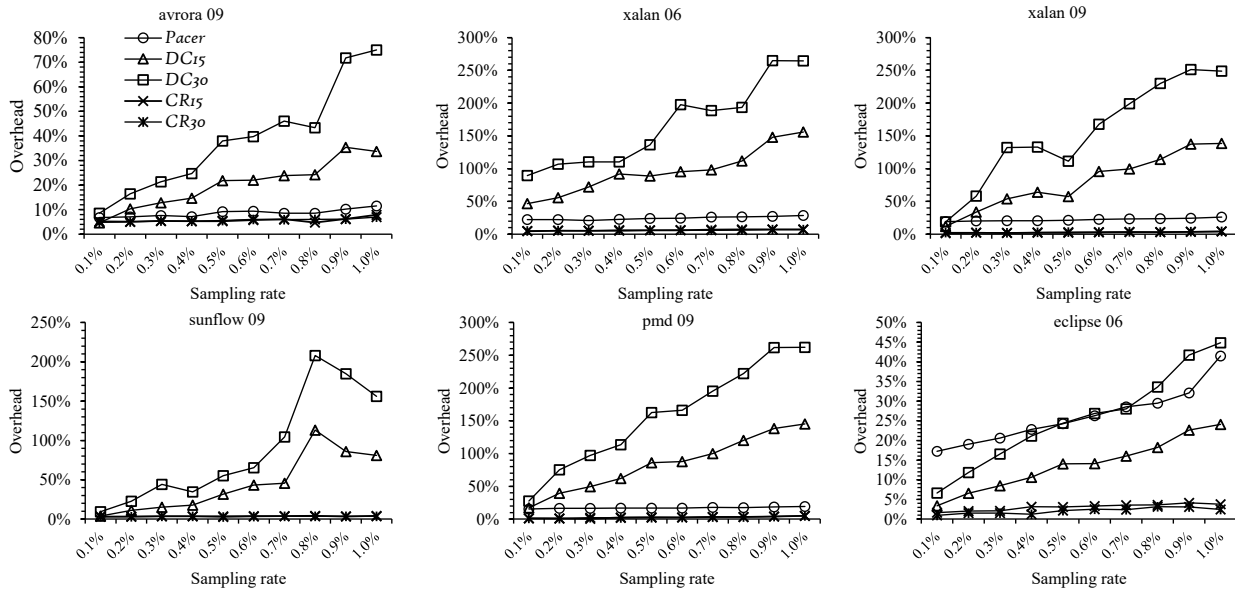 avrora 09
80%
70%
60%
50%
40%
30%
20%
10%
0%
Overhead
Pacer
DC15
DC30
CR15
CR30
0.1% 0.2% 0.3% 0.4% 0.5% 0.6% 0.7% 0.8% 0.9% 1.0%
Sampling rate
xalan 06
300%
250%
200%
150%
100%
50%
0%
Overhead
0.1% 0.2% 0.3% 0.4% 0.5% 0.6% 0.7% 0.8% 0.9% 1.0%
Sampling rate
xalan 09
300%
250%
200%
150%
100%
50%
0%
Overhead
0.1% 0.2% 0.3% 0.4% 0.5% 0.6% 0.7% 0.8% 0.9% 1.0%
Sampling rate
sunflow 09
250%
200%
150%
100%
50%
0%
Overhead
0.1% 0.2% 0.3% 0.4% 0.5% 0.6% 0.7% 0.8% 0.9% 1.0%
Sampling rate
pmd 09
300%
250%
200%
150%
100%
50%
0%
Overhead
0.1% 0.2% 0.3% 0.4% 0.5% 0.6% 0.7% 0.8% 0.9% 1.0%
Sampling rate
eclipse 06
50%
45%
40%
35%
30%
25%
20%
15%
10%
5%
0%
Overhead
0.1% 0.2% 0.3% 0.4% 0.5% 0.6% 0.7% 0.8% 0.9% 1.0%
Sampling rate